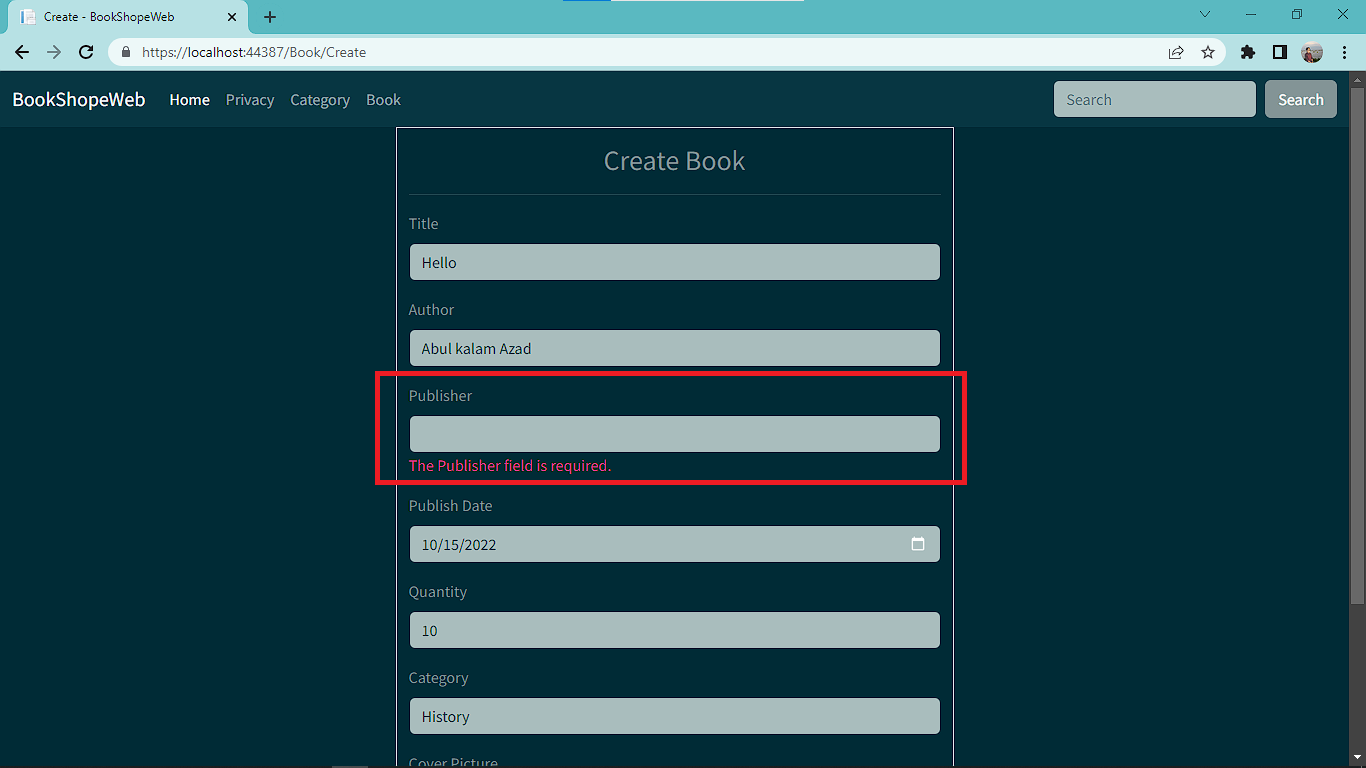 Create - BookShopeWeb
https://localhost:44387/Book/Create
BookShopeWeb Home Privacy Category Book Search Search
Create Book
Title
Hello
Author
Abul kalam Azad
Publisher
The Publisher field is required.
Publish Date
10/15/2022
Quantity
10
Category
History
Cover Picture